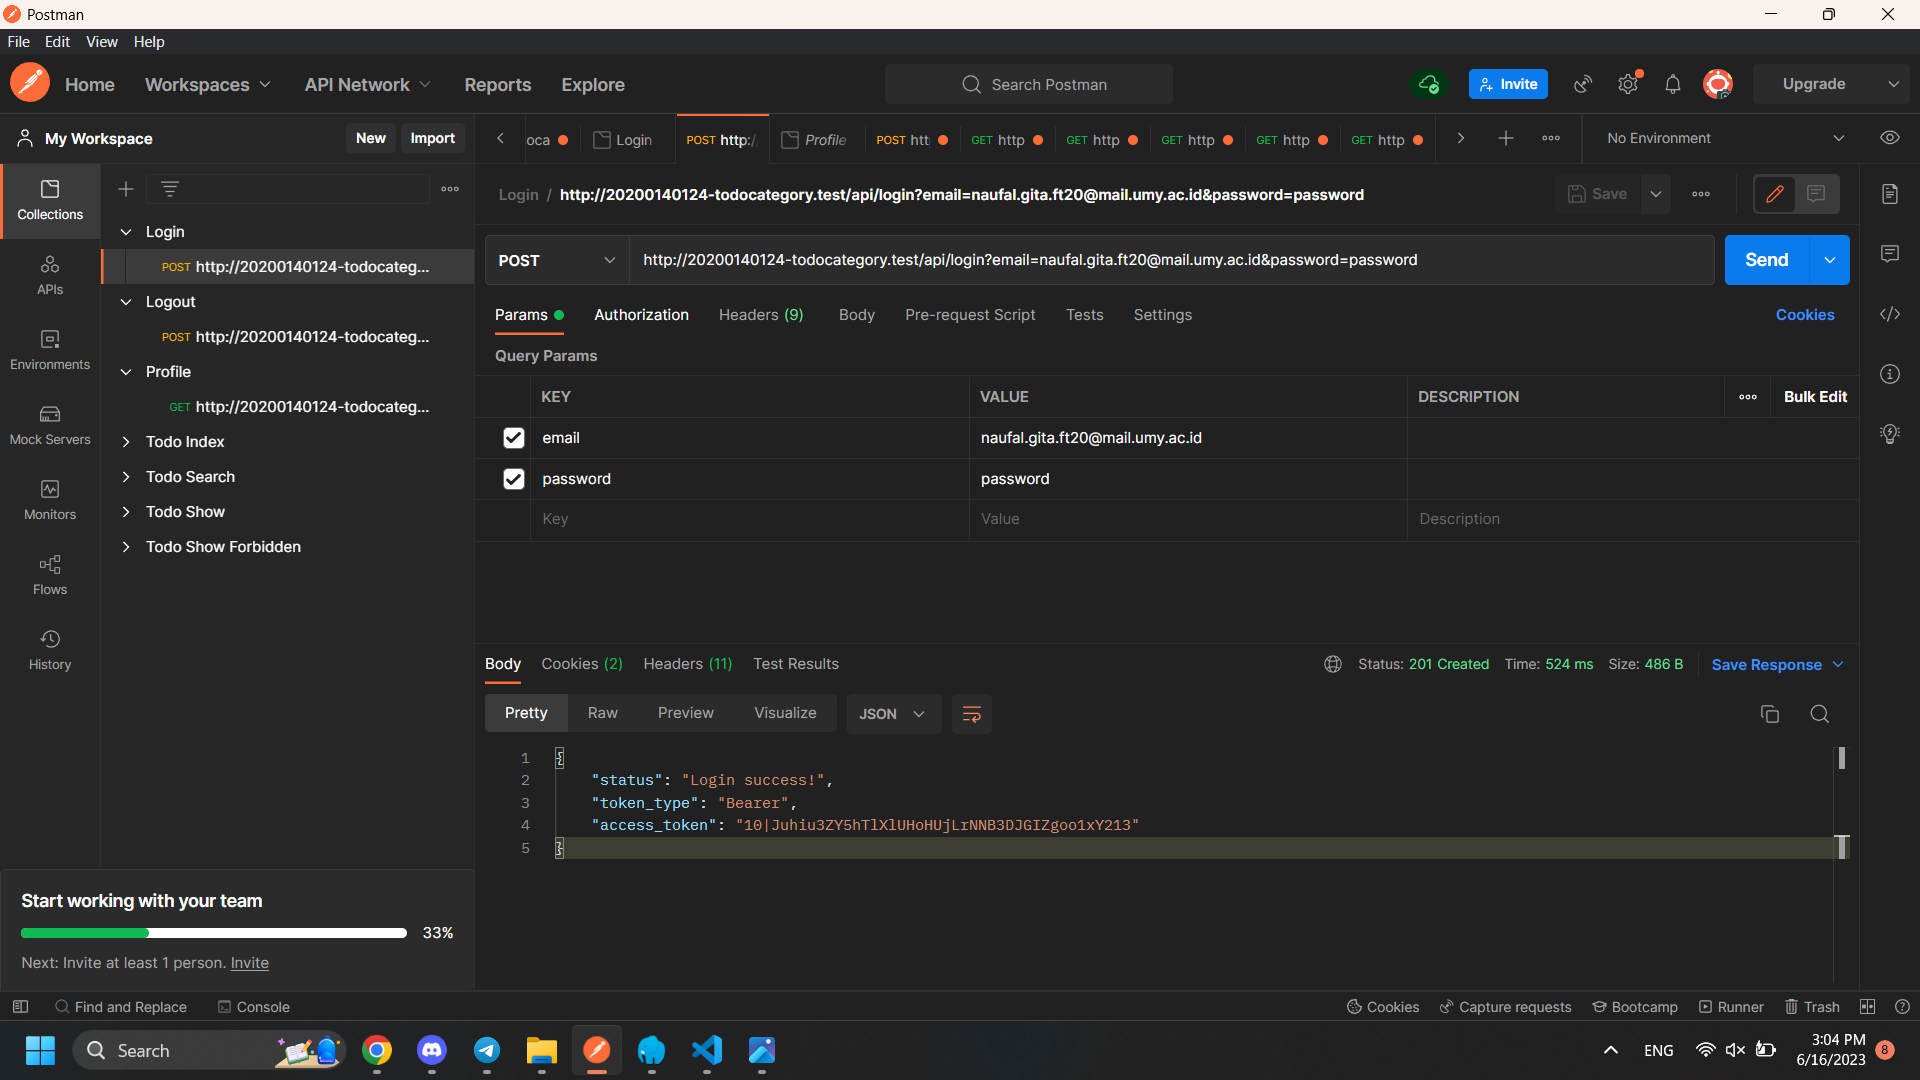 Postman
File Edit View Help
Home Workspaces API Network Reports Explore Search Postman Invite Upgrade
My Workspace New Import
oca Login POST http:/ Profile POST htt GET http GET http GET http GET http GET http No Environment
Collections
APIs
Environments
Mock Servers
Monitors
Flows
History
Login
POST http://20200140124-todocateg...
Logout
POST http://20200140124-todocateg...
Profile
GET http://20200140124-todocateg...
Todo Index
Todo Search
Todo Show
Todo Show Forbidden
Login / http://20200140124-todocategory.test/api/login?email=naufal.gita.ft20@mail.umy.ac.id&password=password Save
POST http://20200140124-todocategory.test/api/login?email=naufal.gita.ft20@mail.umy.ac.id&password=password Send
Params Authorization Headers (9) Body Pre-request Script Tests Settings Cookies
Query Params
KEY VALUE DESCRIPTION Bulk Edit
email naufal.gita.ft20@mail.umy.ac.id
password password
Key Value Description
Body Cookies (2) Headers (11) Test Results Status: 201 Created Time: 524 ms Size: 486 B Save Response
Pretty Raw Preview Visualize JSON
1 {
2 "status": "Login success!",
3 "token_type": "Bearer",
4 "access_token": "10|Juhiu3ZY5hTlXlUHoHUjLrNNB3DJGIZgoo1xY213"
5 }
Start working with your team
33%
Next: Invite at least 1 person. Invite
Find and Replace Console Cookies Capture requests Bootcamp Runner Trash
Search ENG 3:04 PM
6/16/2023 8